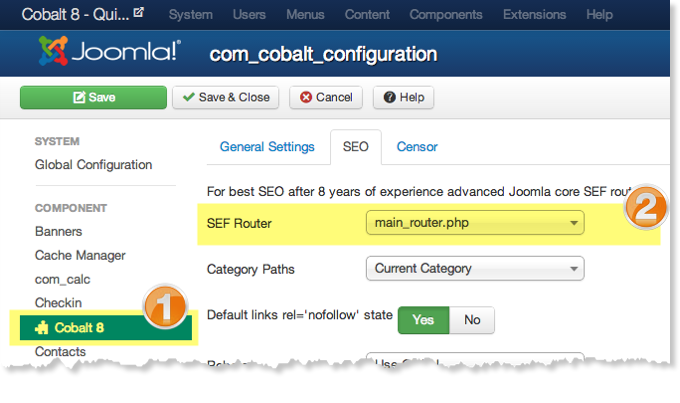 Cobalt 8 - Qui... System Users Menus Content Components Extensions Help
Joomla!® com_cobalt_configuration
Save Save & Close Cancel Help
SYSTEM
Global Configuration
COMPONENT
Banners
Cache Manager
com_calc
Checkin
1
Cobalt 8
Contacts
General Settings SEO Censor
For best SEO after 8 years of experience advanced Joomla core SEF rout
2
SEF Router main_router.php
Category Paths Current Category
Default links rel='nofollow' state Yes No